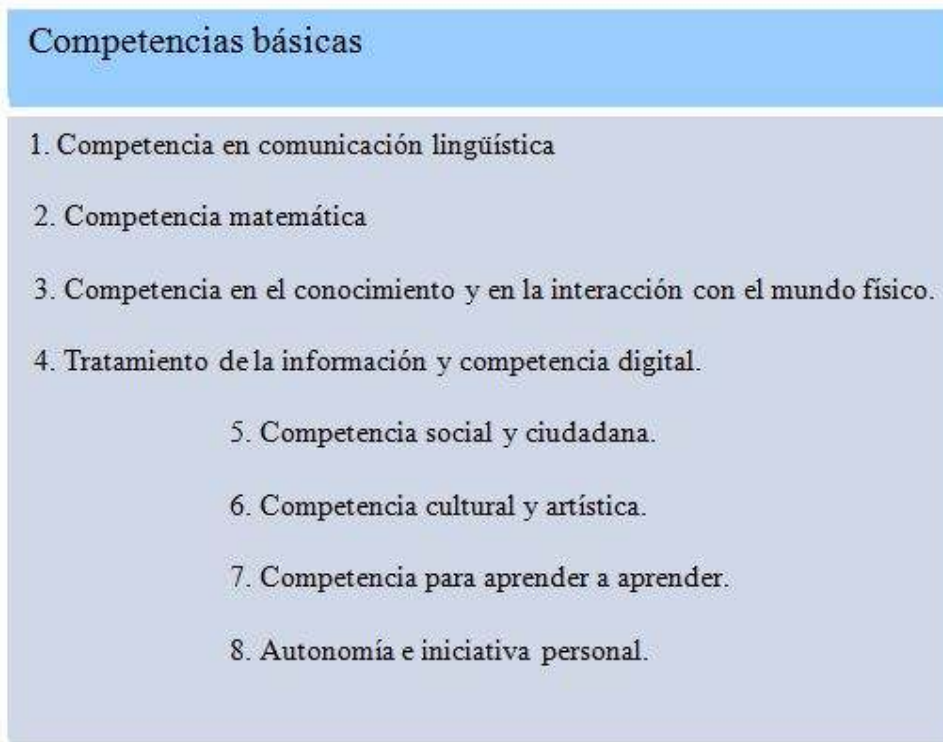 Competencias básicas
1. Competencia en comunicación lingüística
2. Competencia matemática
3. Competencia en el conocimiento y en la interacción con el mundo físico.
4. Tratamiento de la información y competencia digital.
5. Competencia social y ciudadana.
6. Competencia cultural y artística.
7. Competencia para aprender a aprender.
8. Autonomía e iniciativa personal.